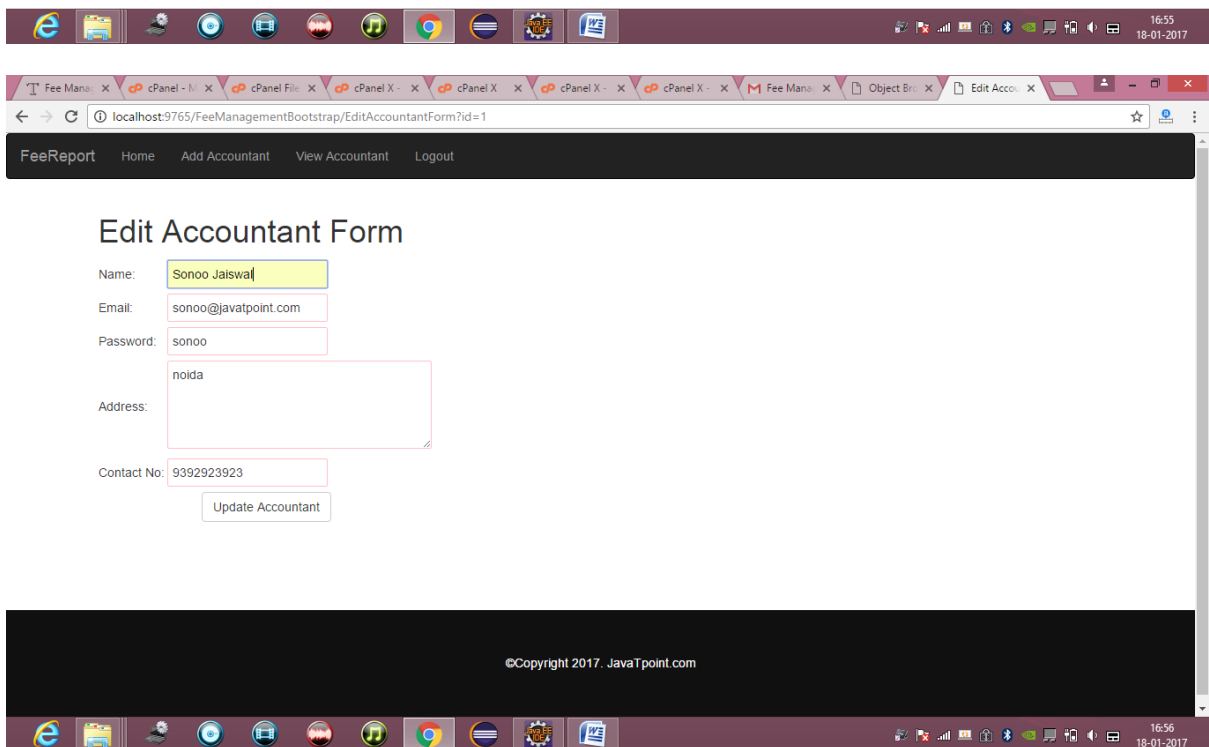 16:55
18-01-2017
Fee Mana
cPanel - M
cPanel File
cPanel X -
cPanel X
cPanel X -
cPanel X -
Fee Mana
Object Bro
Edit Accou
localhost:9765/FeeManagementBootstrap/EditAccountantForm?id=1
FeeReport Home Add Accountant View Accountant Logout
Edit Accountant Form
Name: Sonoo Jaiswal
Email: sonoo@javatpoint.com
Password: sonoo
Address: noida
Contact No: 9392923923
Update Accountant
©Copyright 2017. JavaTpoint.com
16:56
18-01-2017